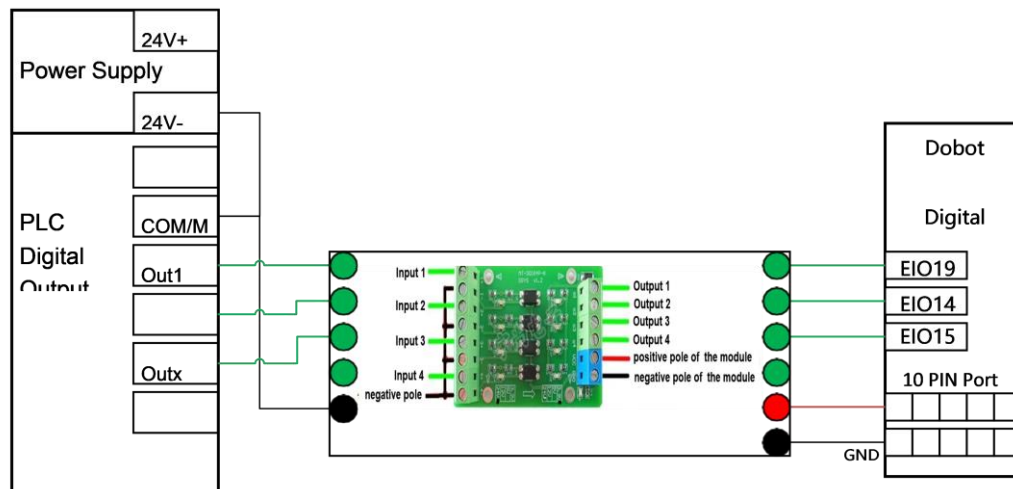 24V+
Power Supply
24V-
PLC
Digital
Output
COM/M
Out1
Outx
Input 1
Input 2
Input 3
Input 4
negative pole
Output 1
Output 2
Output 3
Output 4
positive pole of the module
negative pole of the module
Dobot
Digital
EIO19
EIO14
EIO15
10 PIN Port
GND